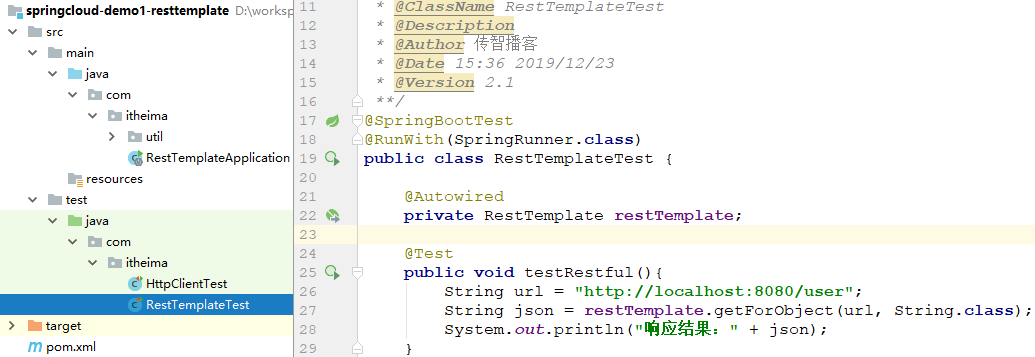 springcloud-demo1-resttemplate D:\worksp
src
main
java
com
itheima
util
RestTemplateApplication
resources
test
java
com
itheima
HttpClientTest
RestTemplateTest
target
pom.xml
11 * @ClassName RestTemplateTest
12 * @Description
13 * @Author 传智播客
14 * @Date 15:36 2019/12/23
15 * @Version 2.1
16 **/
17 @SpringBootTest
18 @RunWith(SpringRunner.class)
19 public class RestTemplateTest {
20
21 @Autowired
22 private RestTemplate restTemplate;
23
24 @Test
25 public void testRestful(){
26 String url = "http://localhost:8080/user";
27 String json = restTemplate.getForObject(url, String.class);
28 System.out.println("响应结果：" + json);
29 }